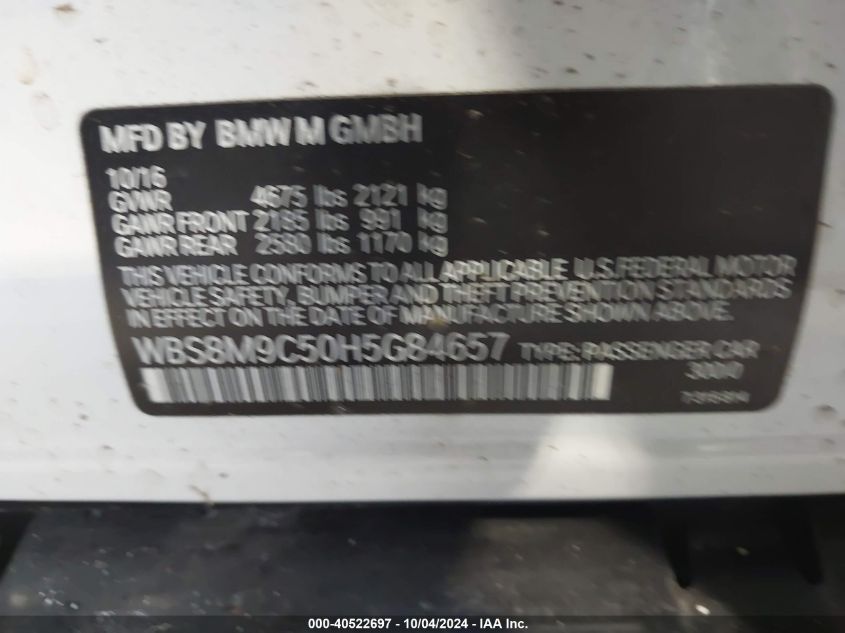 MFD BY BMW M GMBH
10/16
GVWR 4675 lbs 2121 kg
GAWR FRONT 2185 lbs 991 kg
GAWR REAR 2580 lbs 1170 kg
THIS VEHICLE CONFORMS TO ALL APPLICABLE U.S. FEDERAL MOTOR
VEHICLE SAFETY, BUMPER AND THEFT PREVENTION STANDARDS
IN EFFECT ON DATE OF MANUFACTURE SHOWN ABOVE.
WBS8M9C50H5G84657 TYPE: PASSENGER CAR
300/0
000-40522697 - 10/04/2024 - IAA Inc.